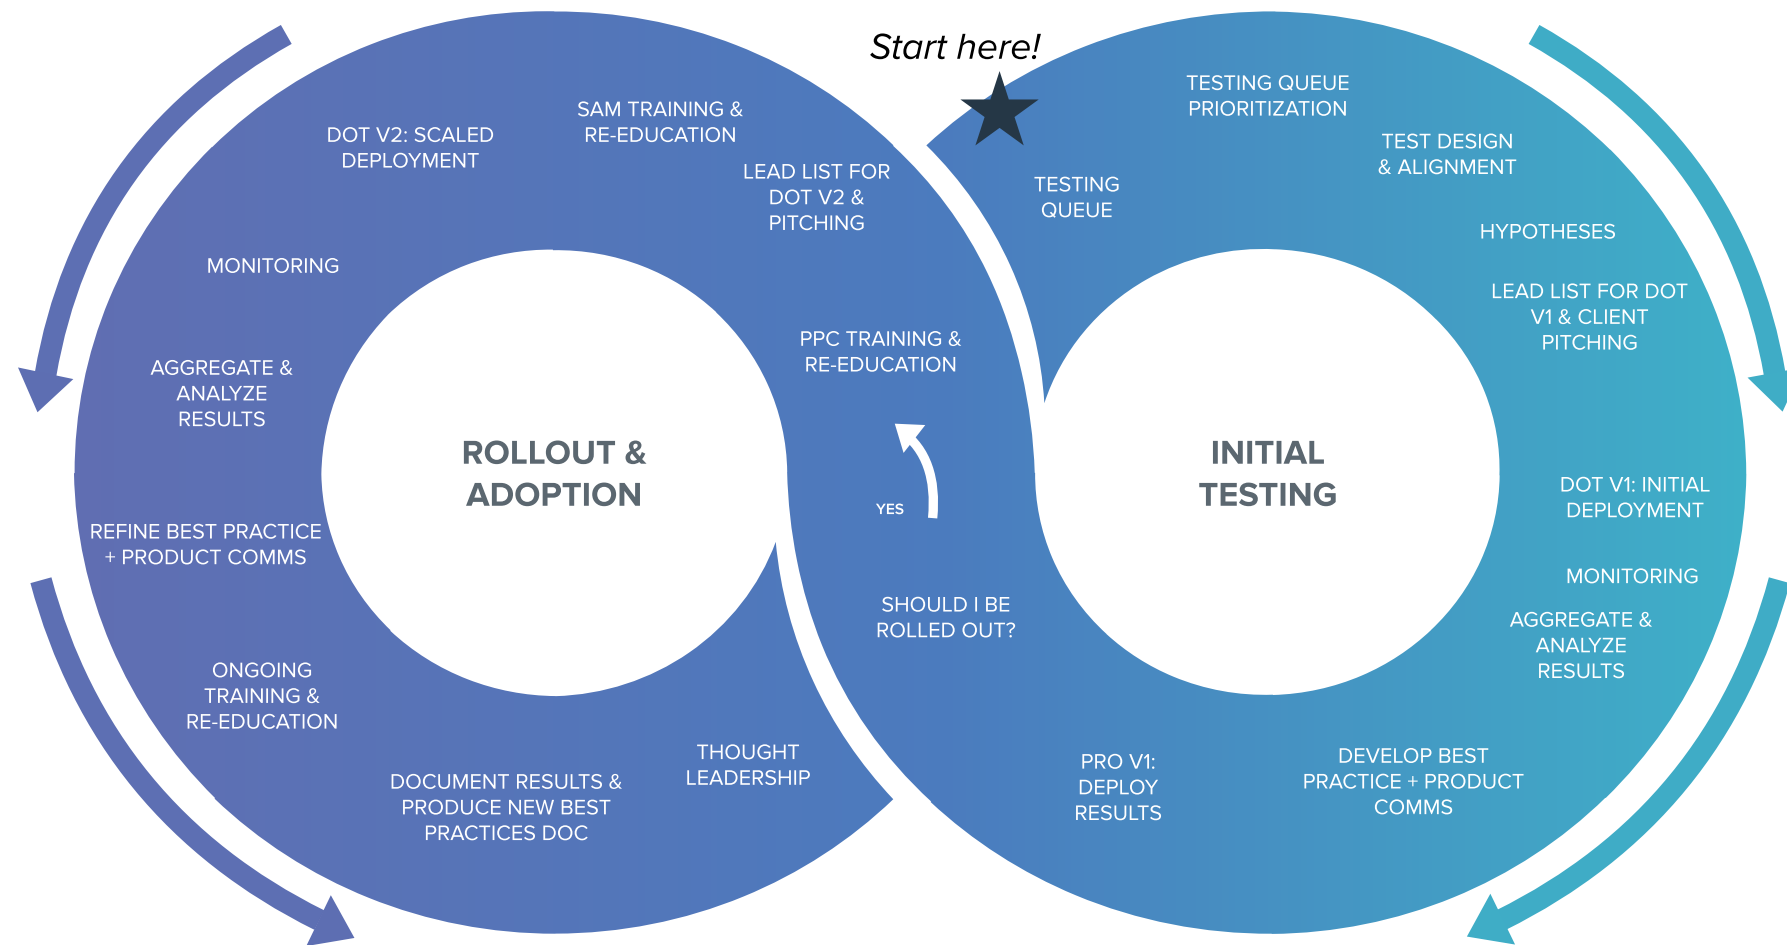 Start here!
TESTING
QUEUE
TESTING QUEUE
PRIORITIZATION
TEST DESIGN
& ALIGNMENT
HYPOTHESES
LEAD LIST FOR DOT
V1 & CLIENT
PITCHING
DOT V1: INITIAL
DEPLOYMENT
MONITORING
AGGREGATE &
ANALYZE
RESULTS
DEVELOP BEST
PRACTICE + PRODUCT
COMMS
PRO V1:
DEPLOY
RESULTS
INITIAL
TESTING
SHOULD I BE
ROLLED OUT?
YES
PPC TRAINING &
RE-EDUCATION
LEAD LIST FOR
DOT V2 &
PITCHING
SAM TRAINING &
RE-EDUCATION
DOT V2: SCALED
DEPLOYMENT
MONITORING
AGGREGATE &
ANALYZE
RESULTS
REFINE BEST PRACTICE
+ PRODUCT COMMS
ONGOING
TRAINING &
RE-EDUCATION
DOCUMENT RESULTS &
PRODUCE NEW BEST
PRACTICES DOC
THOUGHT
LEADERSHIP
ROLLOUT &
ADOPTION